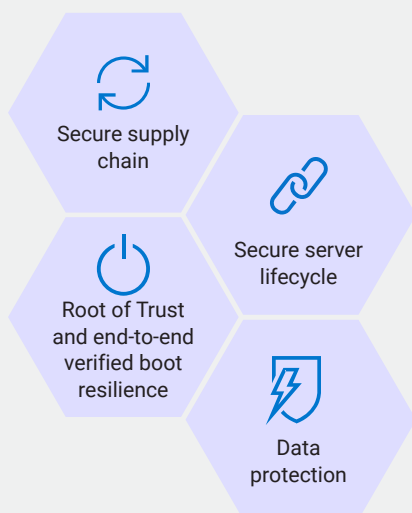 Secure supply
chain
Secure server
lifecycle
Root of Trust
and end-to-end
verified boot
resilience
Data
protection